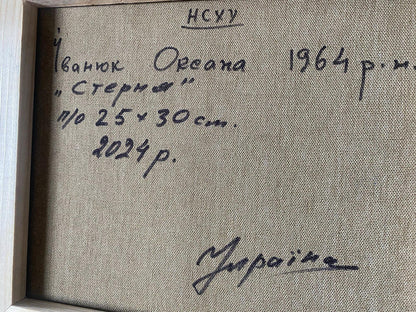 НСХУ
Іванюк Оксана 1964 р.н.
„Стерня"
п/о 25×30 см.
2024 р.
Україна